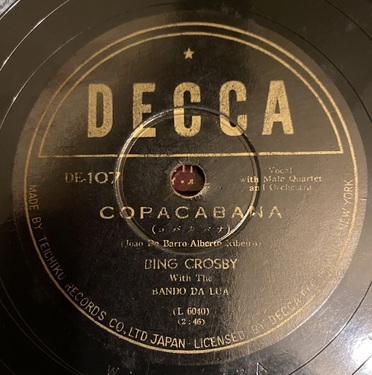 DECCA
DE-107
Vocal
with Male Quartet
and Orchestra
COPACABANA
(コパカバナ)
(Joao De Barro-Alberto Ribeiro)
BING CROSBY
With The
BANDO DA LUA
(L 6040)
(2:46)
MADE BY TEICHIKU RECORDS CO., LTD JAPAN - LICENSED BY DECCA NEW YORK